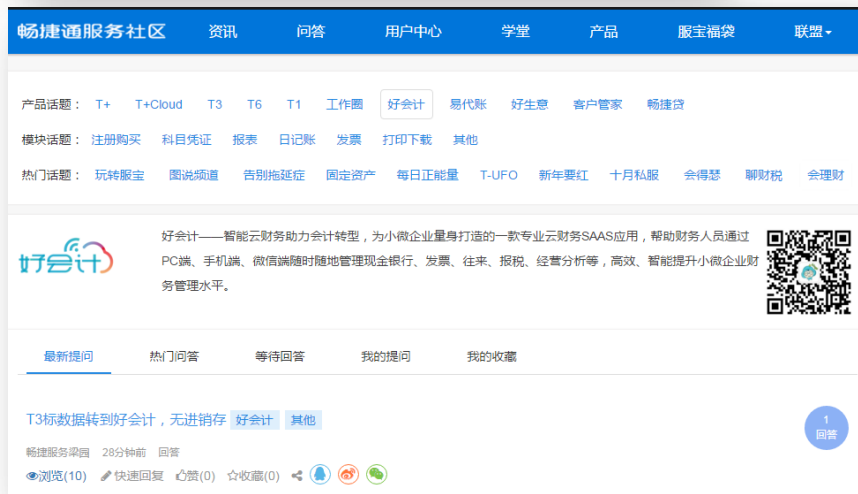 畅捷通服务社区 资讯 问答 用户中心 学堂 产品 服宝福袋 联盟
产品话题： T+ T+Cloud T3 T6 T1 工作圈 好会计 易代账 好生意 客户管家 畅捷贷
模块话题： 注册购买 科目凭证 报表 日记账 发票 打印下载 其他
热门话题： 玩转服宝 图说频道 告别拖延症 固定资产 每日正能量 T-UFO 新年要红 十月私服 会得瑟 聊财税 会理财
好会计
好会计——智能云财务助力会计转型，为小微企业量身打造的一款专业云财务SAAS应用，帮助财务人员通过
PC端、手机端、微信端随时随地管理现金银行、发票、往来、报税、经营分析等，高效、智能提升小微企业财
务管理水平。
最新提问 热门问答 等待回答 我的提问 我的收藏
T3标数据转到好会计，无进销存 好会计 其他
1
回答
畅捷服务梁园 28分钟前 回答
浏览(10) 快速回复 赞(0) 收藏(0)